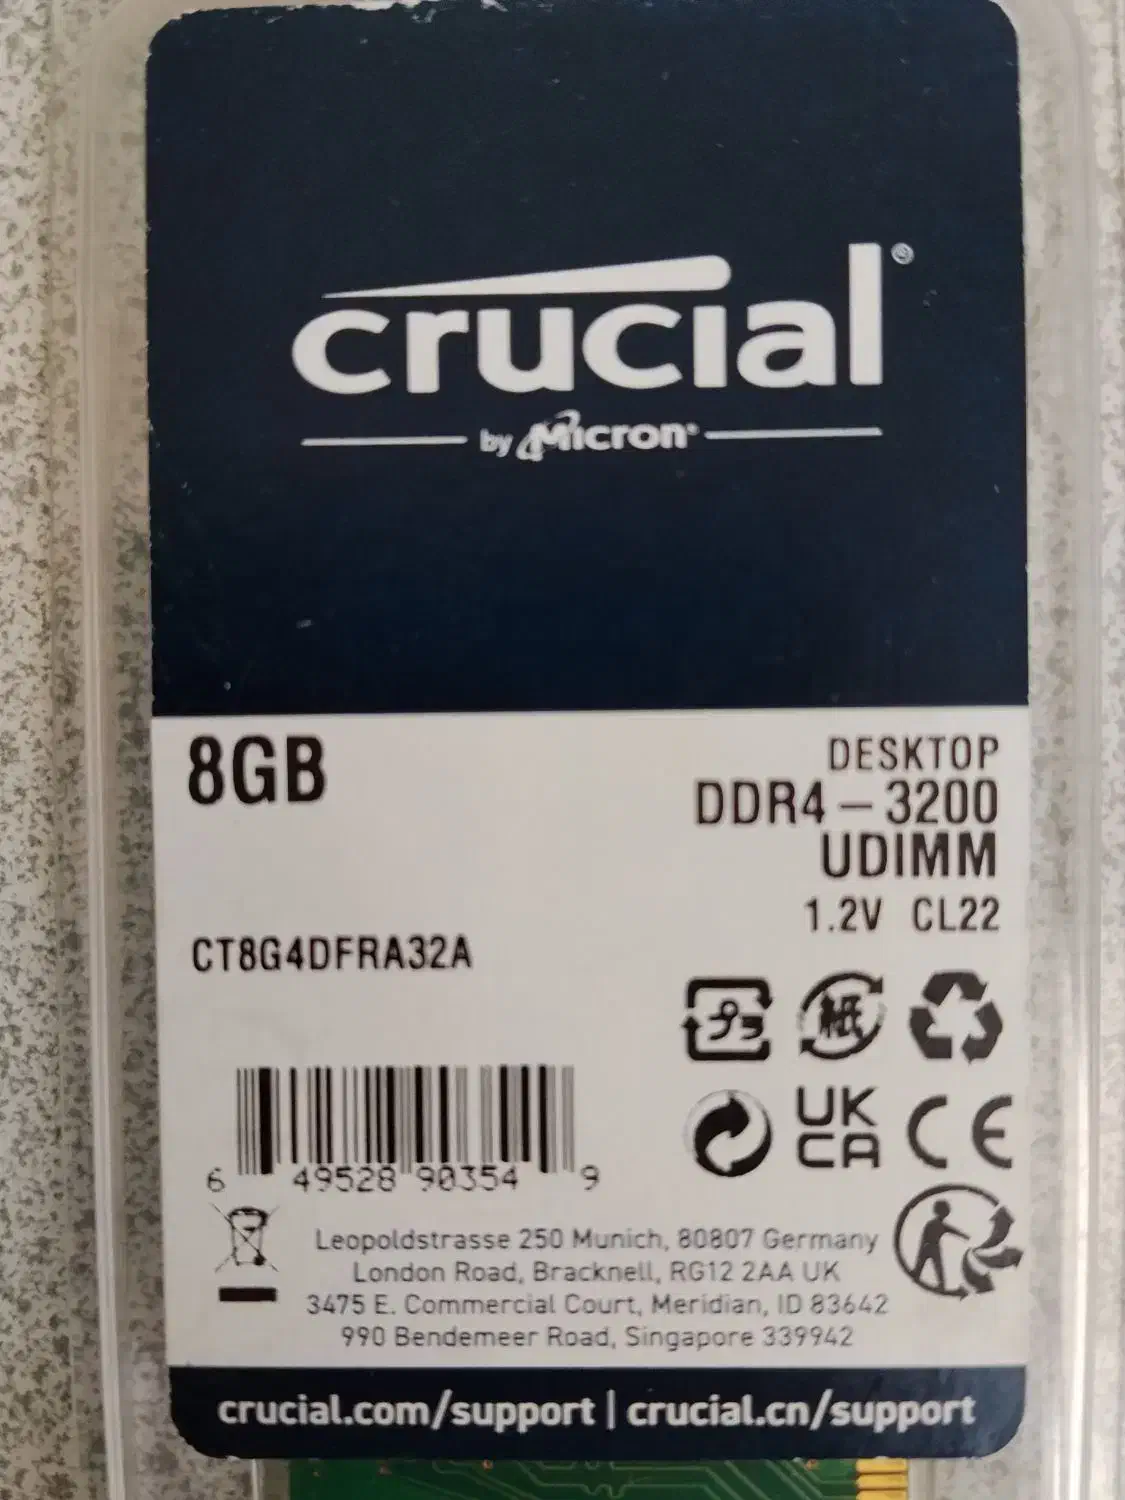 crucial®
by Micron®
8GB
DESKTOP
DDR4 – 3200
UDIMM
1.2V CL22
CT8G4DFRA32A
プラ
紙
UK
CA
CE
6 49528 90354 9
Leopoldstrasse 250 Munich, 80807 Germany
London Road, Bracknell, RG12 2AA UK
3475 E. Commercial Court, Meridian, ID 83642
990 Bendemeer Road, Singapore 339942
crucial.com/support | crucial.cn/support